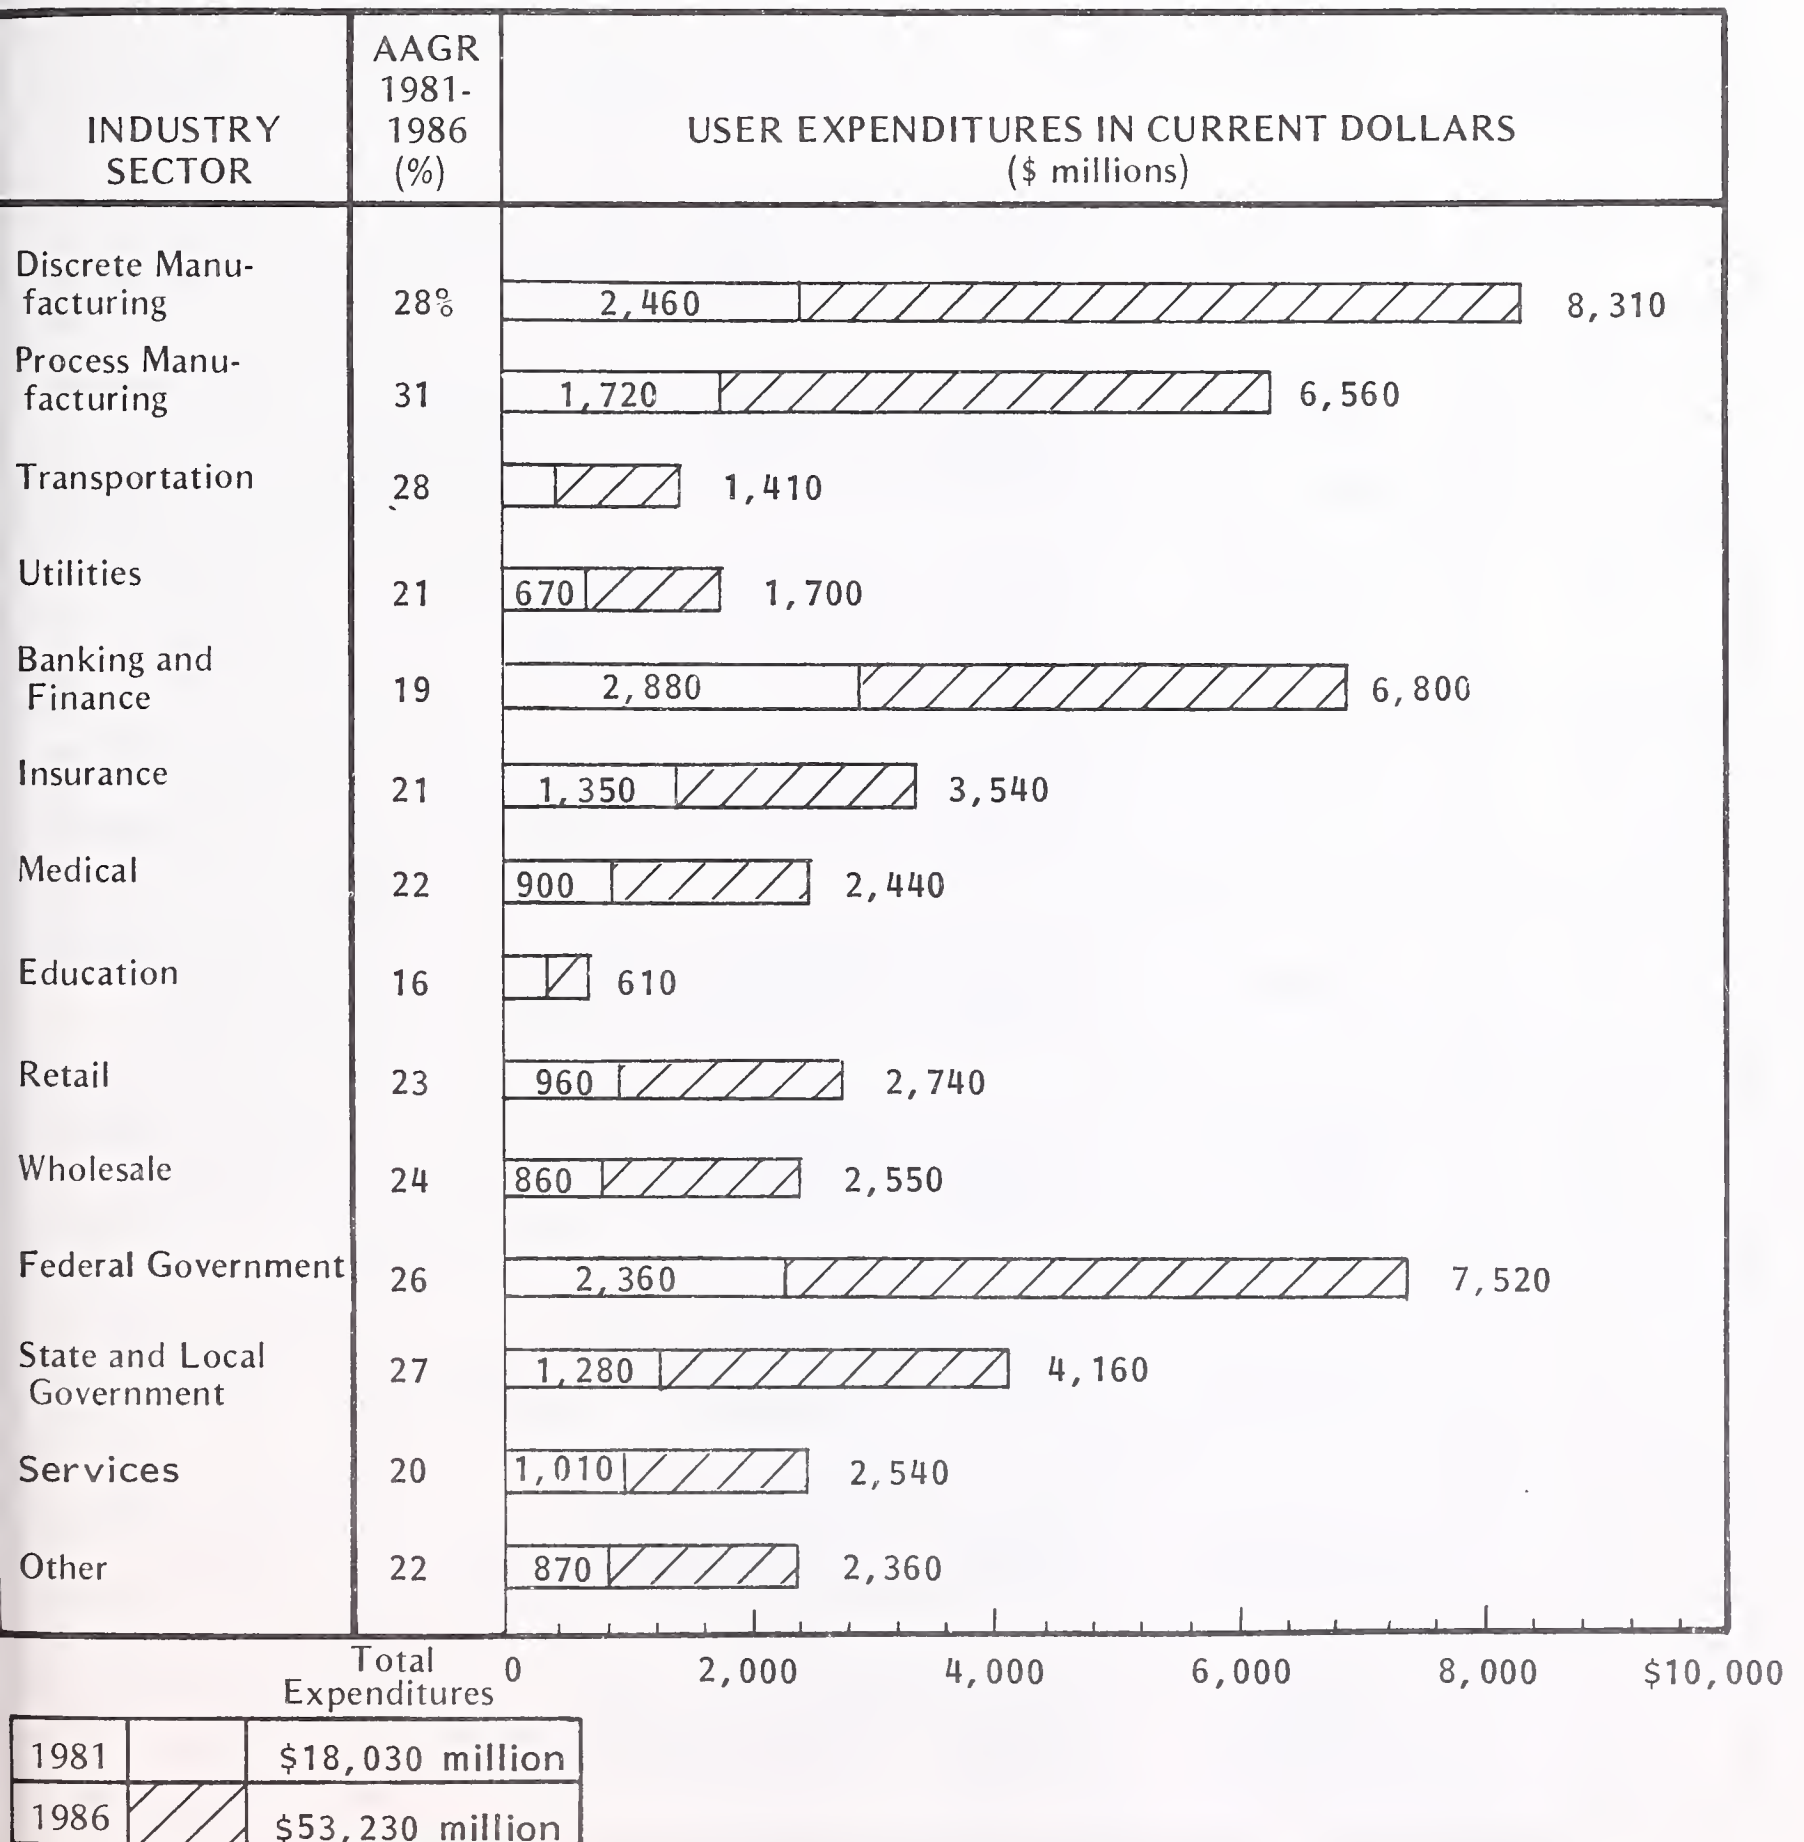 INDUSTRY
SECTOR
AAGR
1981-
1986
(%)
USER EXPENDITURES IN CURRENT DOLLARS
($ millions)
Discrete Manu-
facturing
28%
2,460
8,310
Process Manu-
facturing
31
1,720
6,560
Transportation
28
1,410
Utilities
21
670
1,700
Banking and
Finance
19
2,880
6,800
Insurance
21
1,350
3,540
Medical
22
900
2,440
Education
16
610
Retail
23
960
2,740
Wholesale
24
860
2,550
Federal Government
26
2,360
7,520
State and Local
Government
27
1,280
4,160
Services
20
1,010
2,540
Other
22
870
2,360
0 2,000 4,000 6,000 8,000 $10,000
Total
Expenditures
1981 $18,030 million
1986 $53,230 million